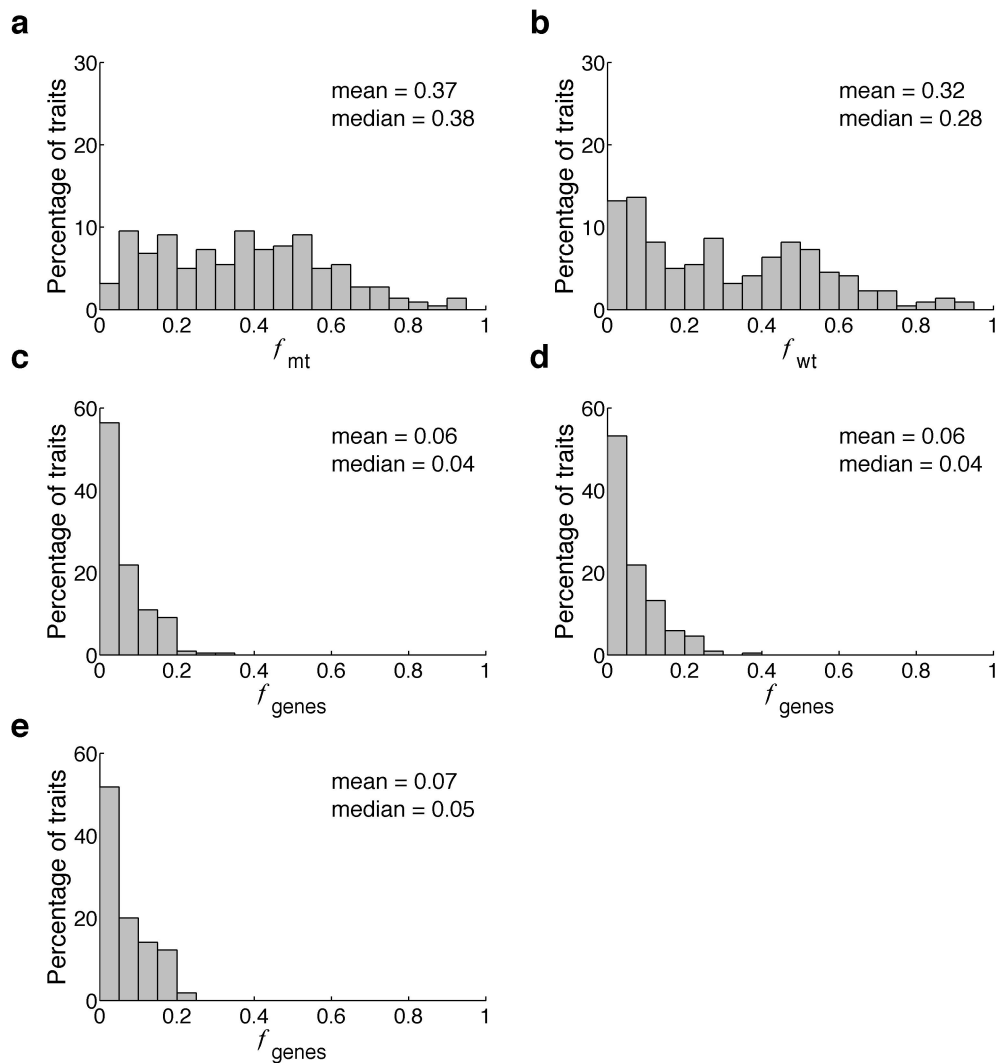 a
Percentage of traits
30
20
10
0
mean = 0.37
median = 0.38
0 0.2 0.4 0.6 0.8 1
f mt
b
Percentage of traits
30
20
10
0
mean = 0.32
median = 0.28
0 0.2 0.4 0.6 0.8 1
f wt
c
Percentage of traits
60
40
20
0
mean = 0.06
median = 0.04
0 0.2 0.4 0.6 0.8 1
f genes
d
Percentage of traits
60
40
20
0
mean = 0.06
median = 0.04
0 0.2 0.4 0.6 0.8 1
f genes
e
Percentage of traits
60
40
20
0
mean = 0.07
median = 0.05
0 0.2 0.4 0.6 0.8 1
f genes